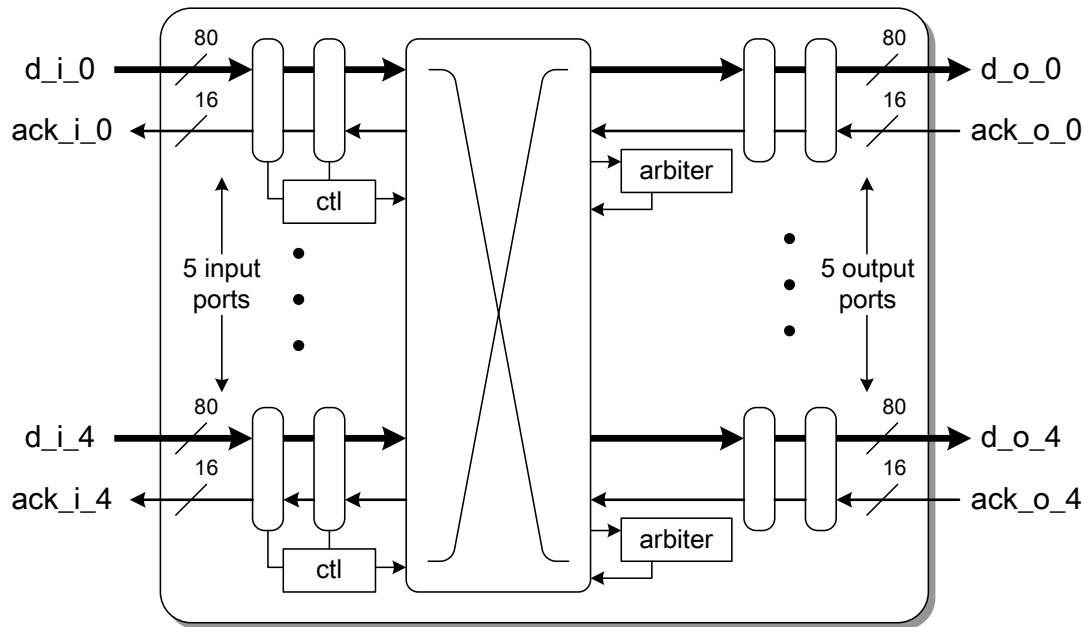 80
80
d_i_0
d_o_0
16
16
ack_i_0
ack_o_0
arbiter
ctl
5 input
ports
5 output
ports
80
80
d_i_4
d_o_4
16
16
ack_i_4
ack_o_4
arbiter
ctl